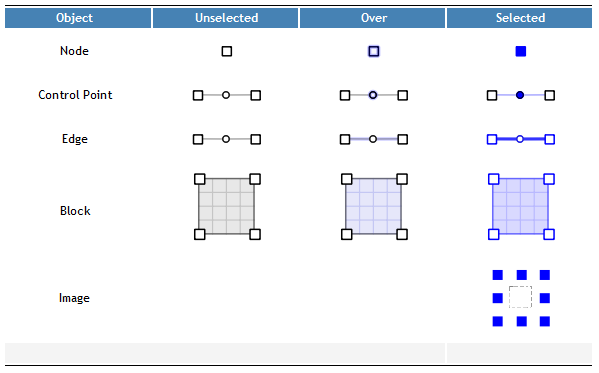 Object Unselected Over Selected
Node
Control Point
Edge
Block
Image